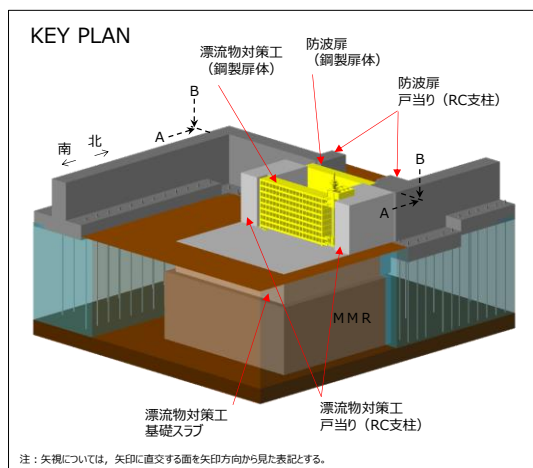 KEY PLAN
漂流物対策工
（鋼製扉体）
防波扉
（鋼製扉体）
防波扉
戸当り（RC支柱）
B
A
南
北
B
A
MMR
漂流物対策工
基礎スラブ
漂流物対策工
戸当り（RC支柱）
注：矢視については，矢印に直交する面を矢印方向から見た表記とする。